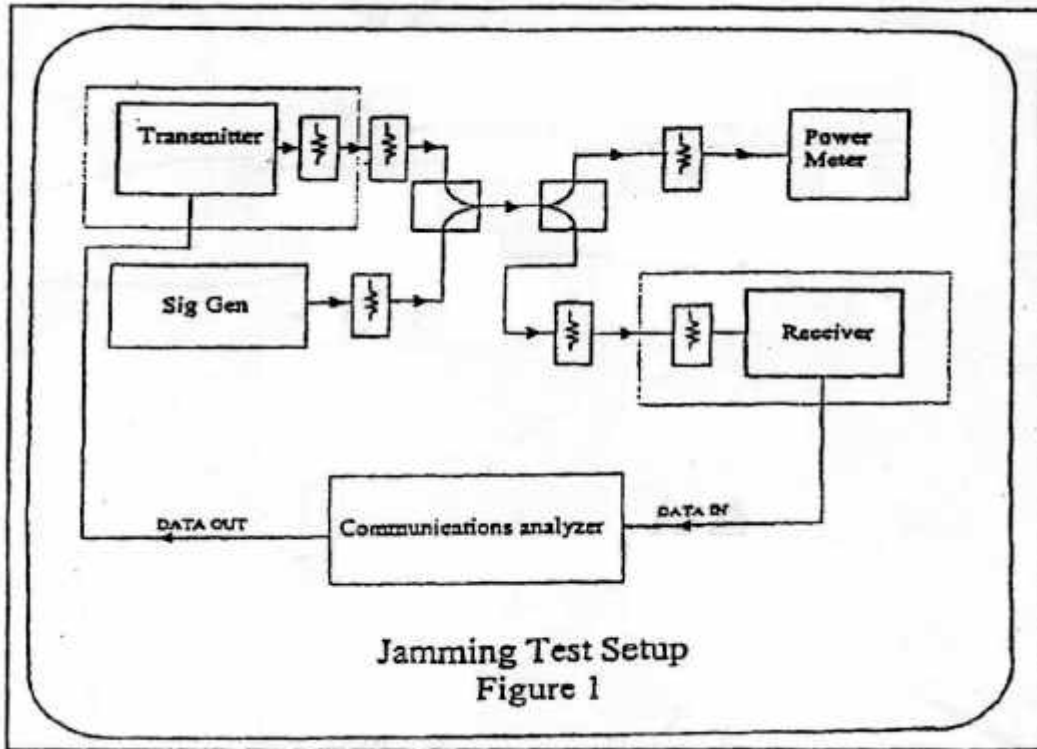 Transmitter
Power
Meter
Sig Gen
Receiver
DATA OUT
Communications analyzer
DATA IN
Jamming Test Setup
Figure 1